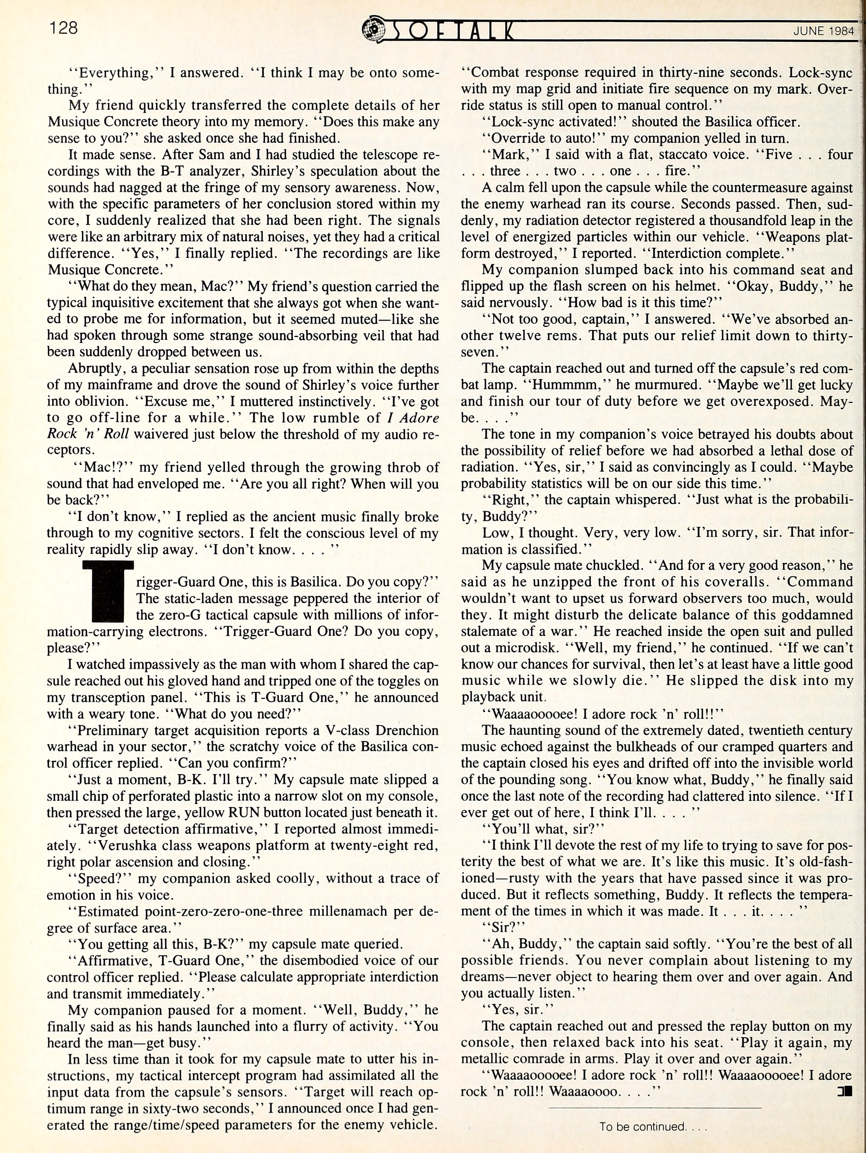 128
SOFTALK
JUNE 1984
‘‘Everything,’’ I answered. ‘‘I think I may be onto some-
thing.’’
My friend quickly transferred the complete details of her
Musique Concrete theory into my memory. ‘‘Does this make any
sense to you?’’ she asked once she had finished.
It made sense. After Sam and I had studied the telescope re-
cordings with the B-T analyzer, Shirley’s speculation about the
sounds had nagged at the fringe of my sensory awareness. Now,
with the specific parameters of her conclusion stored within my
core, I suddenly realized that she had been right. The signals
were like an arbitrary mix of natural noises, yet they had a critical
difference. ‘‘Yes,’’ I finally replied. ‘‘The recordings are like
Musique Concrete.’’
‘‘What do they mean, Mac?’’ My friend’s question carried the
typical inquisitive excitement that she always got when she want-
ed to probe me for information, but it seemed muted—like she
had spoken through some strange sound-absorbing veil that had
been suddenly dropped between us.
Abruptly, a peculiar sensation rose up from within the depths
of my mainframe and drove the sound of Shirley’s voice further
into oblivion. ‘‘Excuse me,’’ I muttered instinctively. ‘‘I’ve got
to go off-line for a while.’’ The low rumble of I Adore
Rock ’n’ Roll waivered just below the threshold of my audio re-
ceptors.
‘‘Mac!?’’ my friend yelled through the growing throb of
sound that had enveloped me. ‘‘Are you all right? When will you
be back?’’
‘‘I don’t know,’’ I replied as the ancient music finally broke
through to my cognitive sectors. I felt the conscious level of my
reality rapidly slip away. ‘‘I don’t know. . . . ’’
Trigger-Guard One, this is Basilica. Do you copy?’’
The static-laden message peppered the interior of
the zero-G tactical capsule with millions of infor-
mation-carrying electrons. ‘‘Trigger-Guard One? Do you copy,
please?’’
I watched impassively as the man with whom I shared the cap-
sule reached out his gloved hand and tripped one of the toggles on
my transception panel. ‘‘This is T-Guard One,’’ he announced
with a weary tone. ‘‘What do you need?’’
‘‘Preliminary target acquisition reports a V-class Drenchion
warhead in your sector,’’ the scratchy voice of the Basilica con-
trol officer replied. ‘‘Can you confirm?’’
‘‘Just a moment, B-K. I’ll try.’’ My capsule mate slipped a
small chip of perforated plastic into a narrow slot on my console,
then pressed the large, yellow RUN button located just beneath it.
‘‘Target detection affirmative,’’ I reported almost immedi-
ately. ‘‘Verushka class weapons platform at twenty-eight red,
right polar ascension and closing.’’
‘‘Speed?’’ my companion asked coolly, without a trace of
emotion in his voice.
‘‘Estimated point-zero-zero-one-three millenamach per de-
gree of surface area.’’
‘‘You getting all this, B-K?’’ my capsule mate queried.
‘‘Affirmative, T-Guard One,’’ the disembodied voice of our
control officer replied. ‘‘Please calculate appropriate interdiction
and transmit immediately.’’
My companion paused for a moment. ‘‘Well, Buddy,’’ he
finally said as his hands launched into a flurry of activity. ‘‘You
heard the man—get busy.’’
In less time than it took for my capsule mate to utter his in-
structions, my tactical intercept program had assimilated all the
input data from the capsule’s sensors. ‘‘Target will reach op-
timum range in sixty-two seconds,’’ I announced once I had gen-
erated the range/time/speed parameters for the enemy vehicle.
‘‘Combat response required in thirty-nine seconds. Lock-sync
with my map grid and initiate fire sequence on my mark. Over-
ride status is still open to manual control.’’
‘‘Lock-sync activated!’’ shouted the Basilica officer.
‘‘Override to auto!’’ my companion yelled in turn.
‘‘Mark,’’ I said with a flat, staccato voice. ‘‘Five . . . four
. . . three . . . two . . . one . . . fire.’’
A calm fell upon the capsule while the countermeasure against
the enemy warhead ran its course. Seconds passed. Then, sud-
denly, my radiation detector registered a thousandfold leap in the
level of energized particles within our vehicle. ‘‘Weapons plat-
form destroyed,’’ I reported. ‘‘Interdiction complete.’’
My companion slumped back into his command seat and
flipped up the flash screen on his helmet. ‘‘Okay, Buddy,’’ he
said nervously. ‘‘How bad is it this time?’’
‘‘Not too good, captain,’’ I answered. ‘‘We’ve absorbed an-
other twelve rems. That puts our relief limit down to thirty-
seven.’’
The captain reached out and turned off the capsule’s red com-
bat lamp. ‘‘Hummmm,’’ he murmured. ‘‘Maybe we’ll get lucky
and finish our tour of duty before we get overexposed. May-
be. . . .’’
The tone in my companion’s voice betrayed his doubts about
the possibility of relief before we had absorbed a lethal dose of
radiation. ‘‘Yes, sir,’’ I said as convincingly as I could. ‘‘Maybe
probability statistics will be on our side this time.’’
‘‘Right,’’ the captain whispered. ‘‘Just what is the probabili-
ty, Buddy?’’
Low, I thought. Very, very low. ‘‘I’m sorry, sir. That infor-
mation is classified.’’
My capsule mate chuckled. ‘‘And for a very good reason,’’ he
said as he unzipped the front of his coveralls. ‘‘Command
wouldn’t want to upset us forward observers too much, would
they. It might disturb the delicate balance of this goddamned
stalemate of a war.’’ He reached inside the open suit and pulled
out a microdisk. ‘‘Well, my friend,’’ he continued. ‘‘If we can’t
know our chances for survival, then let’s at least have a little good
music while we slowly die.’’ He slipped the disk into my
playback unit.
‘‘Waaaaooooee! I adore rock ’n’ roll!!’’
The haunting sound of the extremely dated, twentieth century
music echoed against the bulkheads of our cramped quarters and
the captain closed his eyes and drifted off into the invisible world
of the pounding song. ‘‘You know what, Buddy,’’ he finally said
once the last note of the recording had clattered into silence. ‘‘If I
ever get out of here, I think I’ll. . . . ’’
‘‘You’ll what, sir?’’
‘‘I think I’ll devote the rest of my life to trying to save for pos-
terity the best of what we are. It’s like this music. It’s old-fash-
ioned—rusty with the years that have passed since it was pro-
duced. But it reflects something, Buddy. It reflects the tempera-
ment of the times in which it was made. It . . . it. . . . ’’
‘‘Sir?’’
‘‘Ah, Buddy,’’ the captain said softly. ‘‘You’re the best of all
possible friends. You never complain about listening to my
dreams—never object to hearing them over and over again. And
you actually listen.’’
‘‘Yes, sir.’’
The captain reached out and pressed the replay button on my
console, then relaxed back into his seat. ‘‘Play it again, my
metallic comrade in arms. Play it over and over again.’’
‘‘Waaaaooooee! I adore rock ’n’ roll!! Waaaaooooee! I adore
rock ’n’ roll!! Waaaaoooo. . . .’’
To be continued. . . .